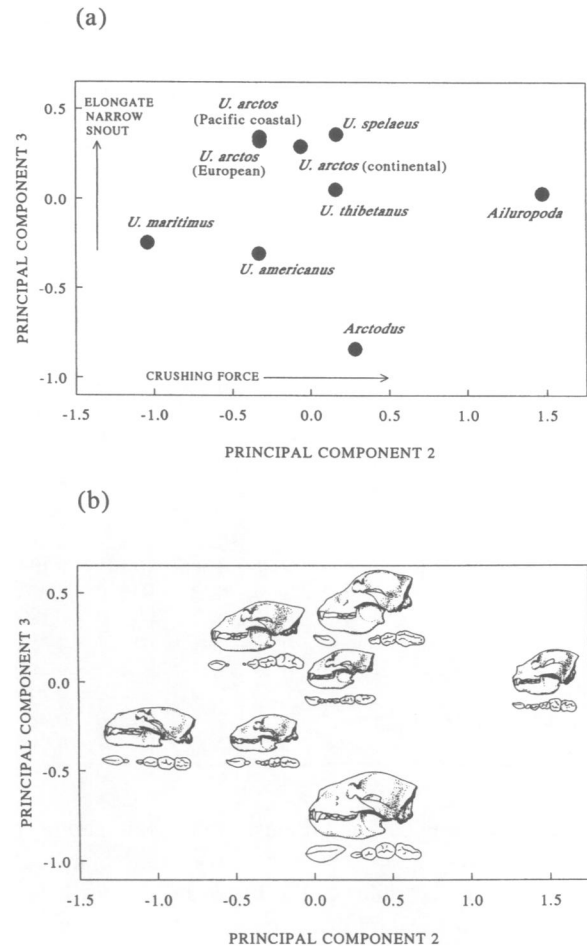 (a)
PRINCIPAL COMPONENT 3
0.5
0.0
-0.5
-1.0
ELONGATE
NARROW
SNOUT
U. arctos
(Pacific coastal)
U. spelaeus
U. arctos
(European)
U. arctos (continental)
U. thibetanus
Ailuropoda
U. maritimus
U. americanus
Arctodus
CRUSHING FORCE
-1.5 -1.0 -0.5 0.0 0.5 1.0 1.5
PRINCIPAL COMPONENT 2
(b)
PRINCIPAL COMPONENT 3
0.5
0.0
-0.5
-1.0
-1.5 -1.0 -0.5 0.0 0.5 1.0 1.5
PRINCIPAL COMPONENT 2